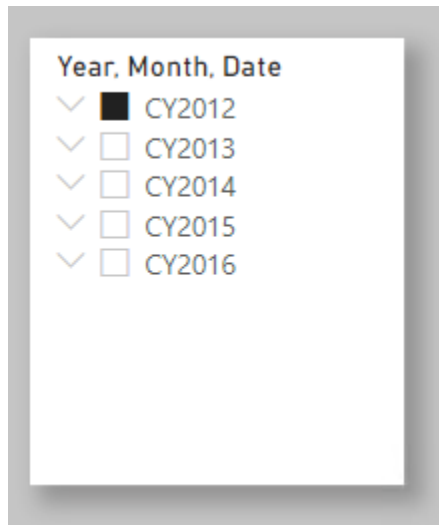 Year, Month, Date
CY2012
CY2013
CY2014
CY2015
CY2016